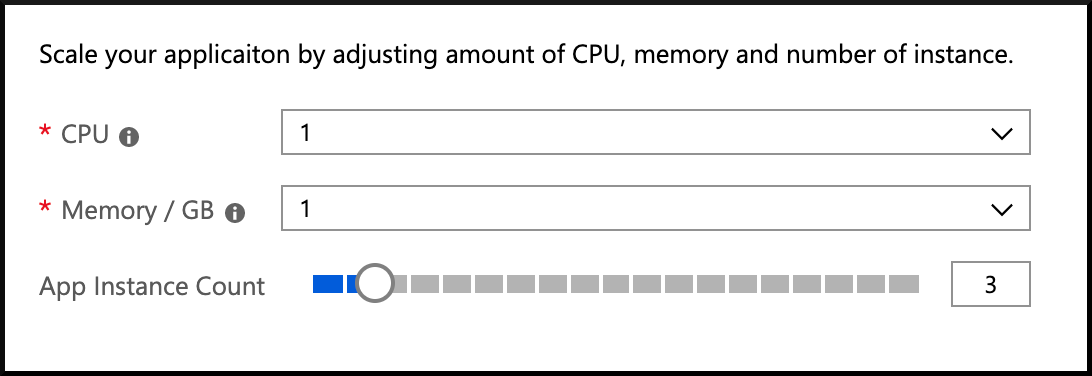 Scale your applicaiton by adjusting amount of CPU, memory and number of instance.
* CPU 1
* Memory / GB 1
App Instance Count 3